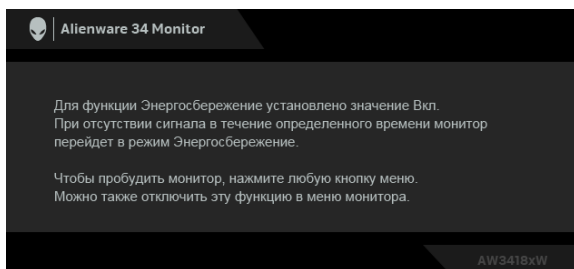 Alienware 34 Monitor
Для функции Энергосбережение установлено значение Вкл.
При отсутствии сигнала в течение определенного времени монитор
перейдет в режим Энергосбережение.
Чтобы пробудить монитор, нажмите любую кнопку меню.
Можно также отключить эту функцию в меню монитора.
AW3418xW